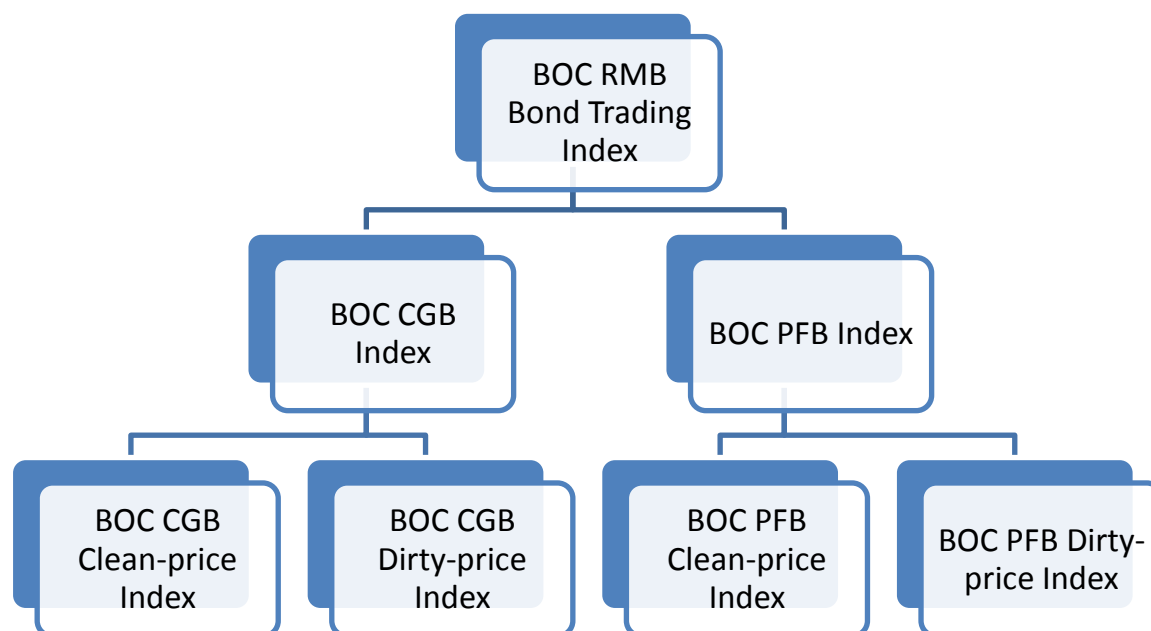 BOC RMB
Bond Trading
Index
BOC CGB
Index
BOC PFB Index
BOC CGB
Clean-price
Index
BOC CGB
Dirty-price
Index
BOC PFB
Clean-price
Index
BOC PFB Dirty-
price Index